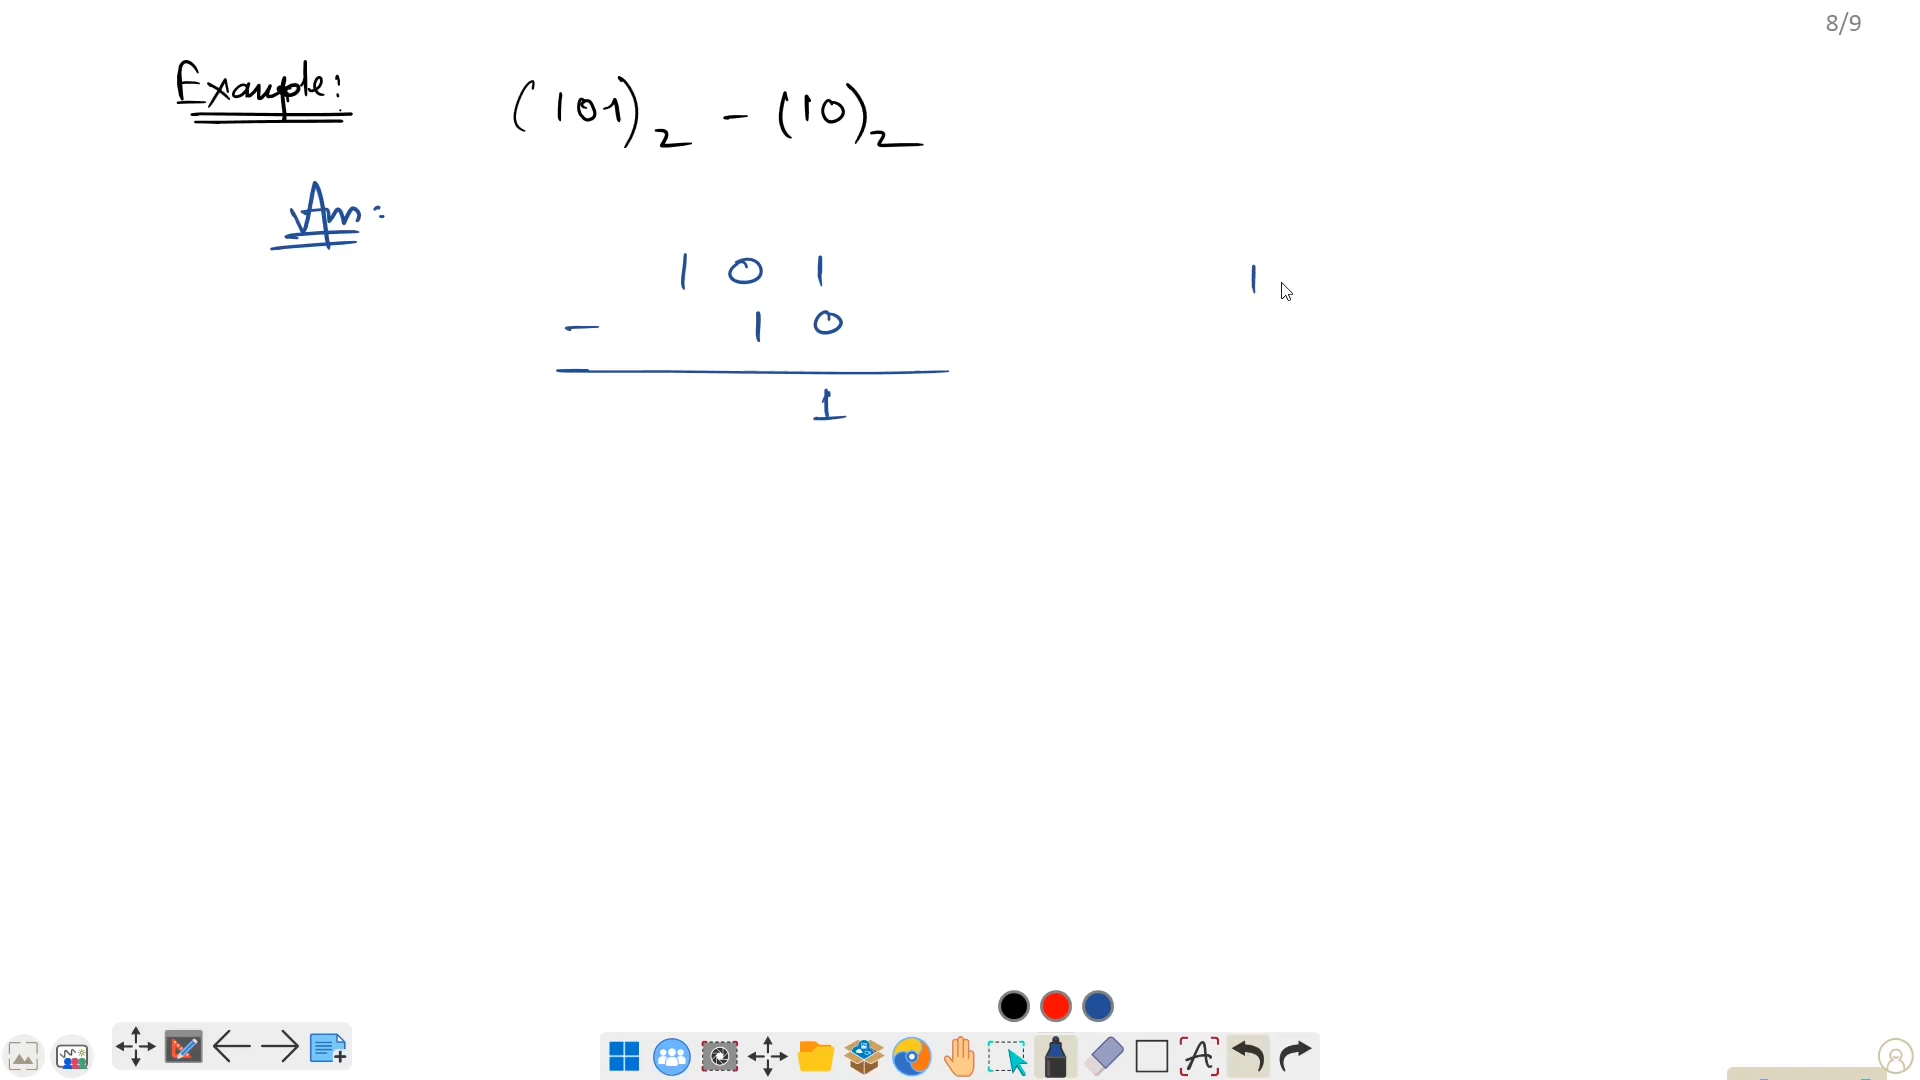 8/9
Example: (101)₂ - (10)₂
Ans:
1 0 1 1
- 1 0
1